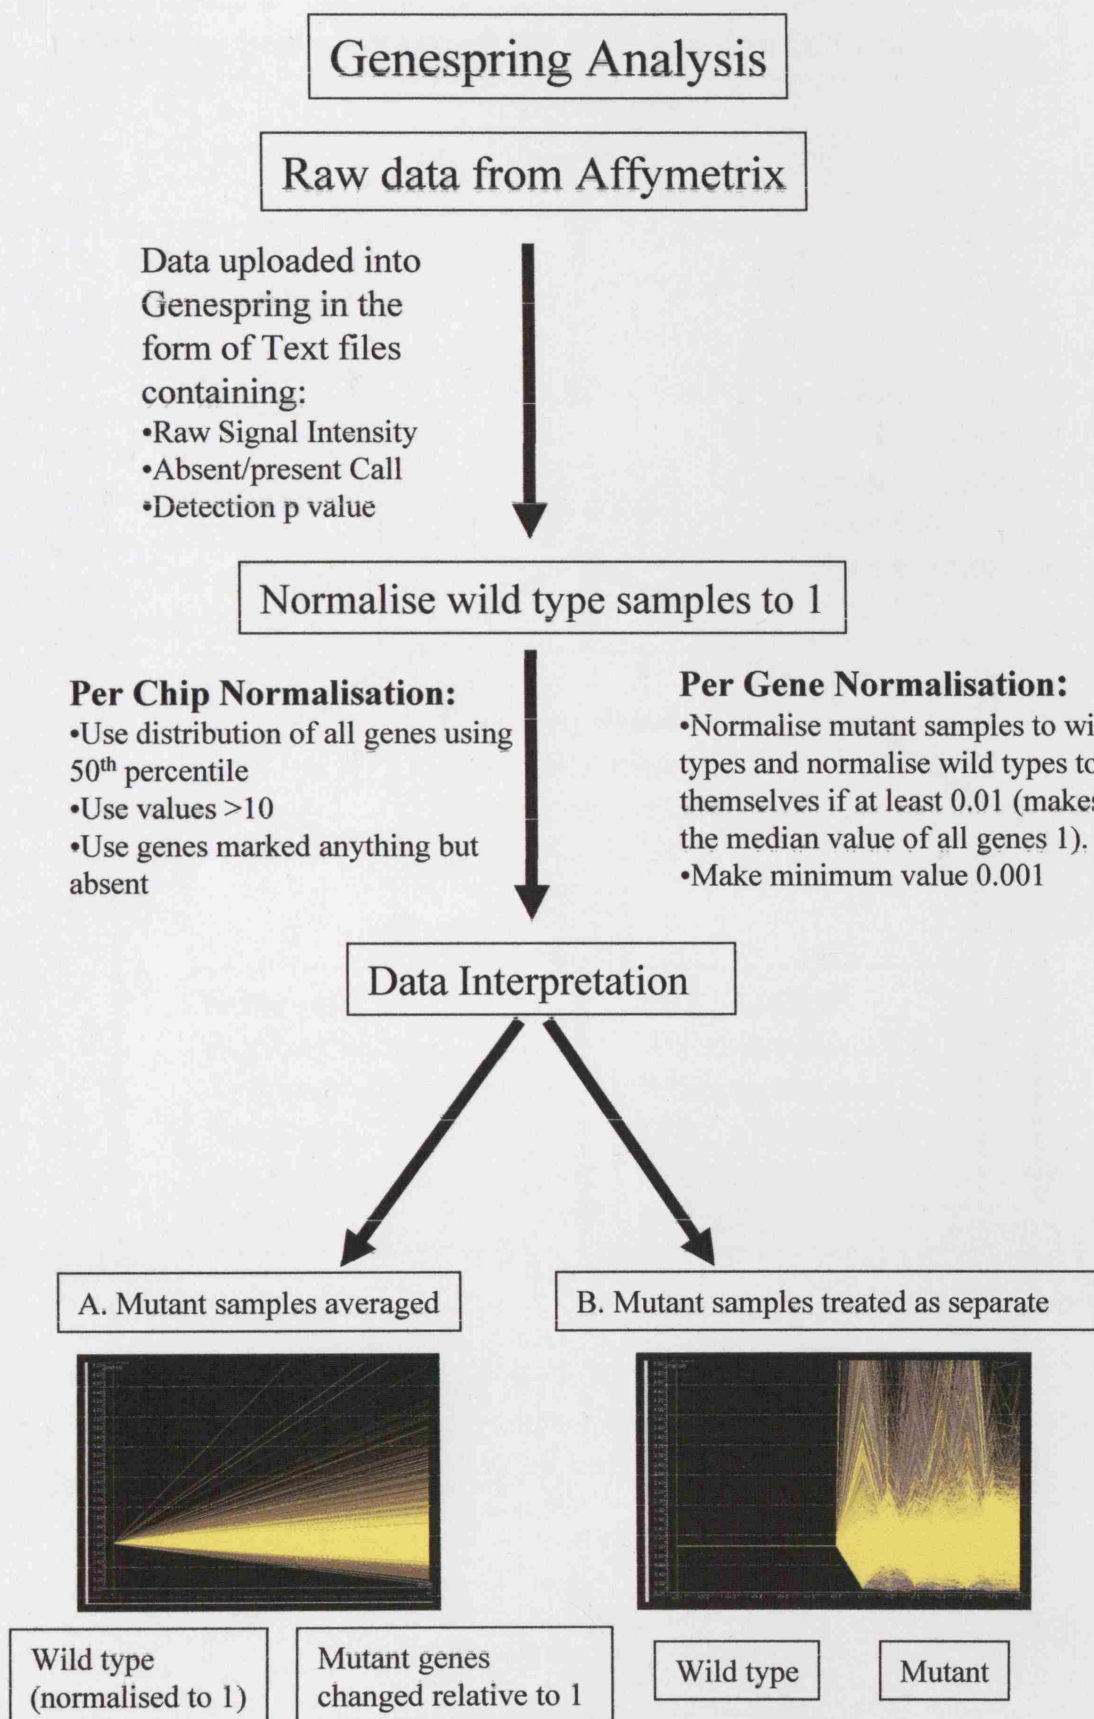 Genespring Analysis
Raw data from Affymetrix
Data uploaded into
Genespring in the
form of Text files
containing:
•Raw Signal Intensity
•Absent/present Call
•Detection p value
Normalise wild type samples to 1
Per Chip Normalisation:
•Use distribution of all genes using
50th percentile
•Use values >10
•Use genes marked anything but
absent
Per Gene Normalisation:
•Normalise mutant samples to wi
types and normalise wild types to
themselves if at least 0.01 (makes
the median value of all genes 1).
•Make minimum value 0.001
Data Interpretation
A. Mutant samples averaged
B. Mutant samples treated as separate
Wild type
(normalised to 1)
Mutant genes
changed relative to 1
Wild type
Mutant